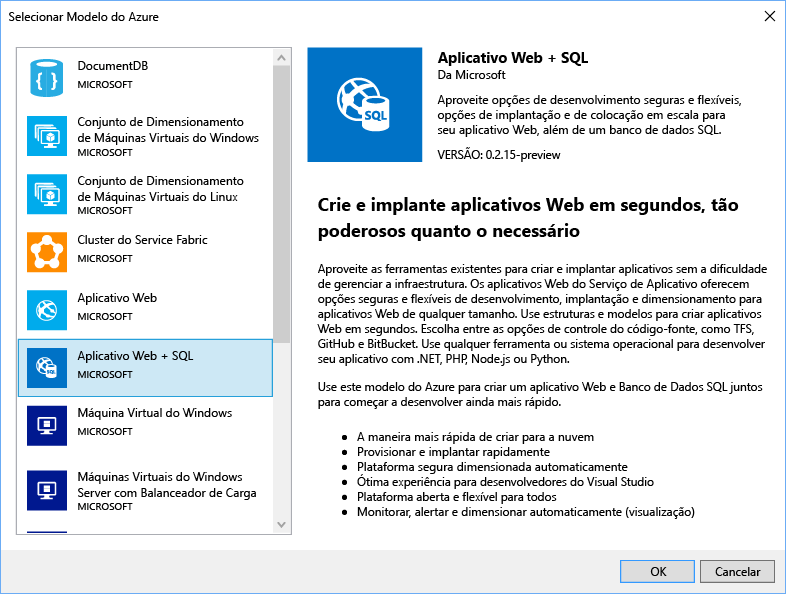 Selecionar Modelo do Azure
DocumentDB
MICROSOFT
Conjunto de Dimensionamento
de Máquinas Virtuais do Windows
MICROSOFT
Conjunto de Dimensionamento
de Máquinas Virtuais do Linux
MICROSOFT
Cluster do Service Fabric
MICROSOFT
Aplicativo Web
MICROSOFT
Aplicativo Web + SQL
MICROSOFT
Máquina Virtual do Windows
MICROSOFT
Máquinas Virtuais do Windows
Server com Balanceador de Carga
MICROSOFT
SQL
Aplicativo Web + SQL
Da Microsoft
Aproveite opções de desenvolvimento seguras e flexíveis,
opções de implantação e de colocação em escala para
seu aplicativo Web, além de um banco de dados SQL.
VERSÃO: 0.2.15-preview
Crie e implante aplicativos Web em segundos, tão
poderosos quanto o necessário
Aproveite as ferramentas existentes para criar e implantar aplicativos sem a dificuldade
de gerenciar a infraestrutura. Os aplicativos Web do Serviço de Aplicativo oferecem
opções seguras e flexíveis de desenvolvimento, implantação e dimensionamento para
aplicativos Web de qualquer tamanho. Use estruturas e modelos para criar aplicativos
Web em segundos. Escolha entre as opções de controle do código-fonte, como TFS,
GitHub e BitBucket. Use qualquer ferramenta ou sistema operacional para desenvolver
seu aplicativo com .NET, PHP, Node.js ou Python.
Use este modelo do Azure para criar um aplicativo Web e Banco de Dados SQL juntos
para começar a desenvolver ainda mais rápido.
• A maneira mais rápida de criar para a nuvem
• Provisionar e implantar rapidamente
• Plataforma segura dimensionada automaticamente
• Ótima experiência para desenvolvedores do Visual Studio
• Plataforma aberta e flexível para todos
• Monitorar, alertar e dimensionar automaticamente (visualização)
OK
Cancelar